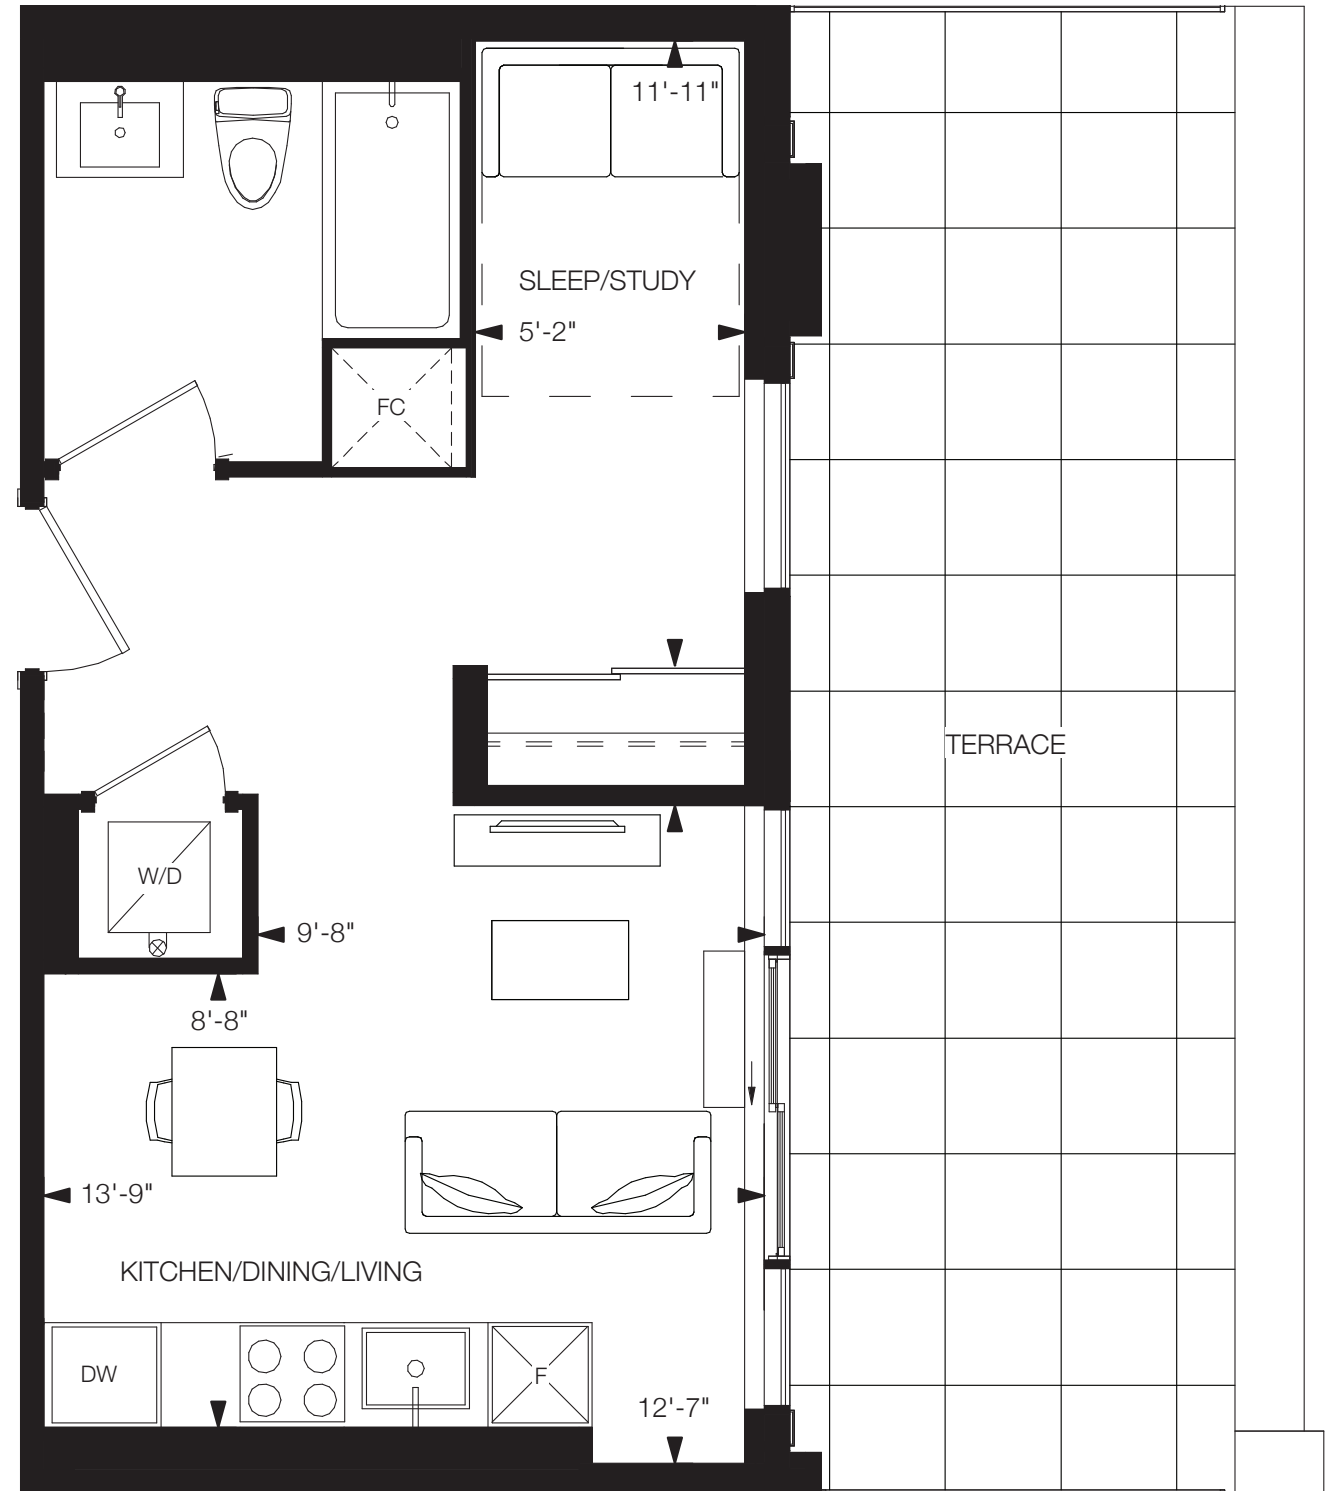 11'-11"
SLEEP/STUDY
5'-2"
FC
TERRACE
W/D
9'-8"
8'-8"
13'-9"
KITCHEN/DINING/LIVING
DW
F
12'-7"